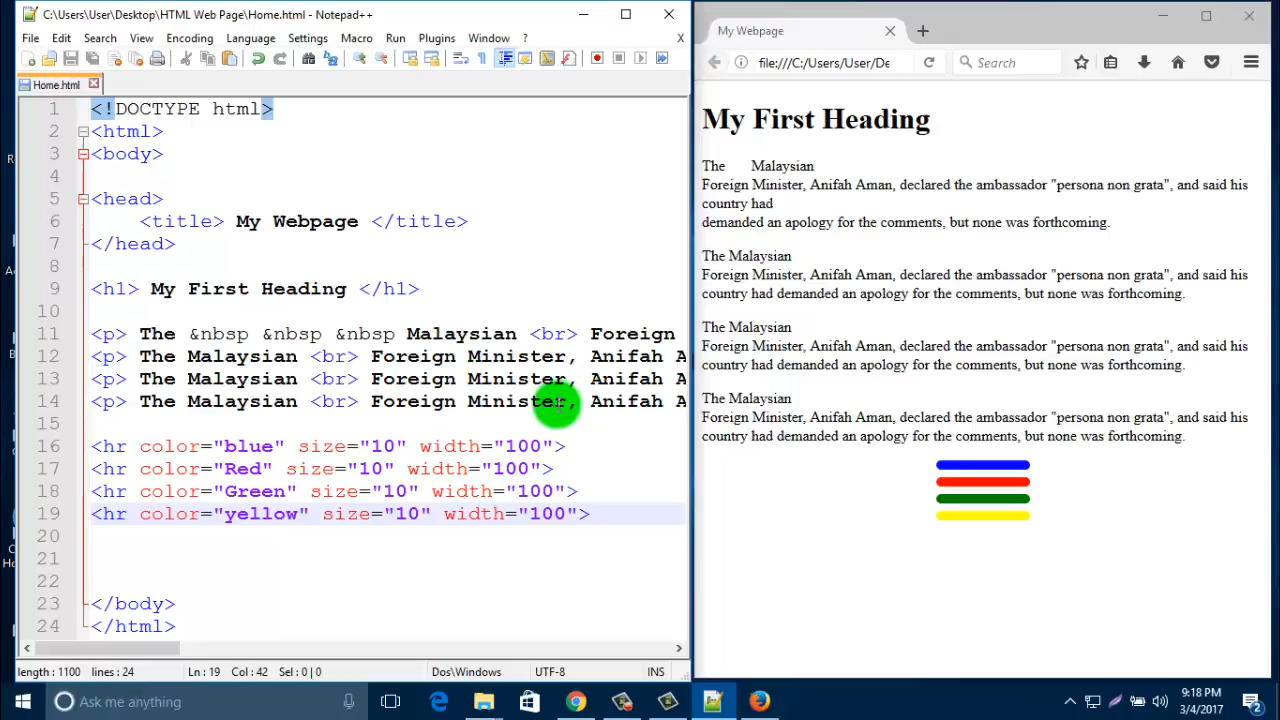 C:\Users\User\Desktop\HTML Web Page\Home.html - Notepad++
File Edit Search View Encoding Language Settings Macro Run Plugins Window ? X
Home.html
1 <!DOCTYPE html>
2 <html>
3 <body>
4
5 <head>
6 <title> My Webpage </title>
7 </head>
8
9 <h1> My First Heading </h1>
10
11 <p> The &nbsp &nbsp &nbsp Malaysian <br> Foreign
12 <p> The Malaysian <br> Foreign Minister, Anifah A
13 <p> The Malaysian <br> Foreign Minister, Anifah A
14 <p> The Malaysian <br> Foreign Minister, Anifah A
15
16 <hr color="blue" size="10" width="100">
17 <hr color="Red" size="10" width="100">
18 <hr color="Green" size="10" width="100">
19 <hr color="yellow" size="10" width="100">
20
21
22
23 </body>
24 </html>
length : 1100 lines : 24 Ln : 19 Col : 42 Sel : 0 | 0 Dos\Windows UTF-8 INS
My Webpage
file:///C:/Users/User/De Search
My First Heading
The Malaysian
Foreign Minister, Anifah Aman, declared the ambassador "persona non grata", and said his
country had
demanded an apology for the comments, but none was forthcoming.
The Malaysian
Foreign Minister, Anifah Aman, declared the ambassador "persona non grata", and said his
country had demanded an apology for the comments, but none was forthcoming.
The Malaysian
Foreign Minister, Anifah Aman, declared the ambassador "persona non grata", and said his
country had demanded an apology for the comments, but none was forthcoming.
The Malaysian
Foreign Minister, Anifah Aman, declared the ambassador "persona non grata", and said his
country had demanded an apology for the comments, but none was forthcoming.
Ask me anything
9:18 PM
3/4/2017
2